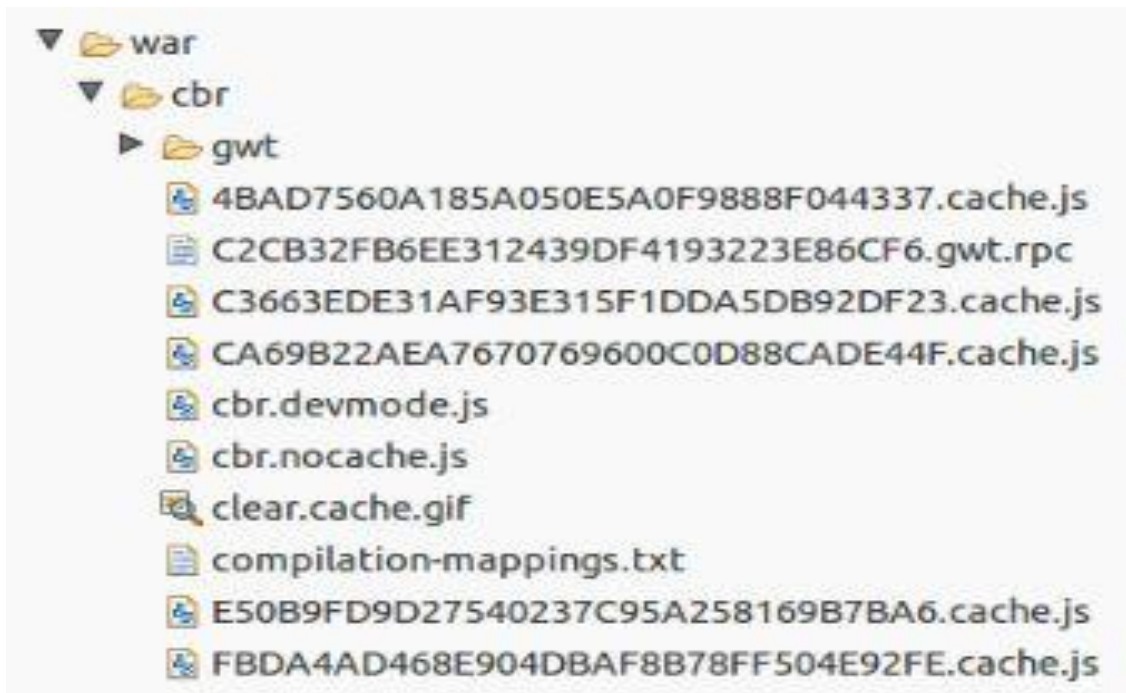 war
cbr
gwt
4BAD7560A185A050E5A0F9888F044337.cache.js
C2CB32FB6EE312439DF4193223E86CF6.gwt.rpc
C3663EDE31AF93E315F1DDA5DB92DF23.cache.js
CA69B22AEA7670769600C0D88CADE44F.cache.js
cbr.devmode.js
cbr.nocache.js
clear.cache.gif
compilation-mappings.txt
E50B9FD9D27540237C95A258169B7BA6.cache.js
FBDA4AD468E904DBAF8B78FF504E92FE.cache.js